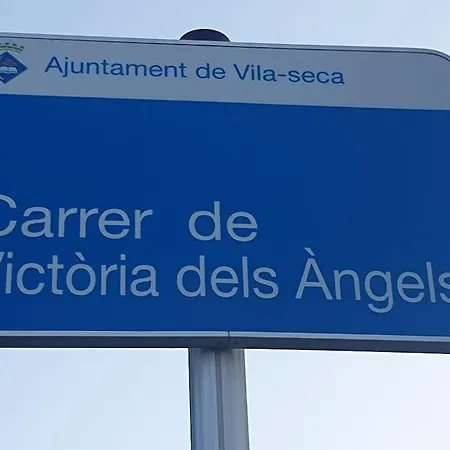 Ajuntament de Vila-seca
Carrer de
Victòria dels Àngels